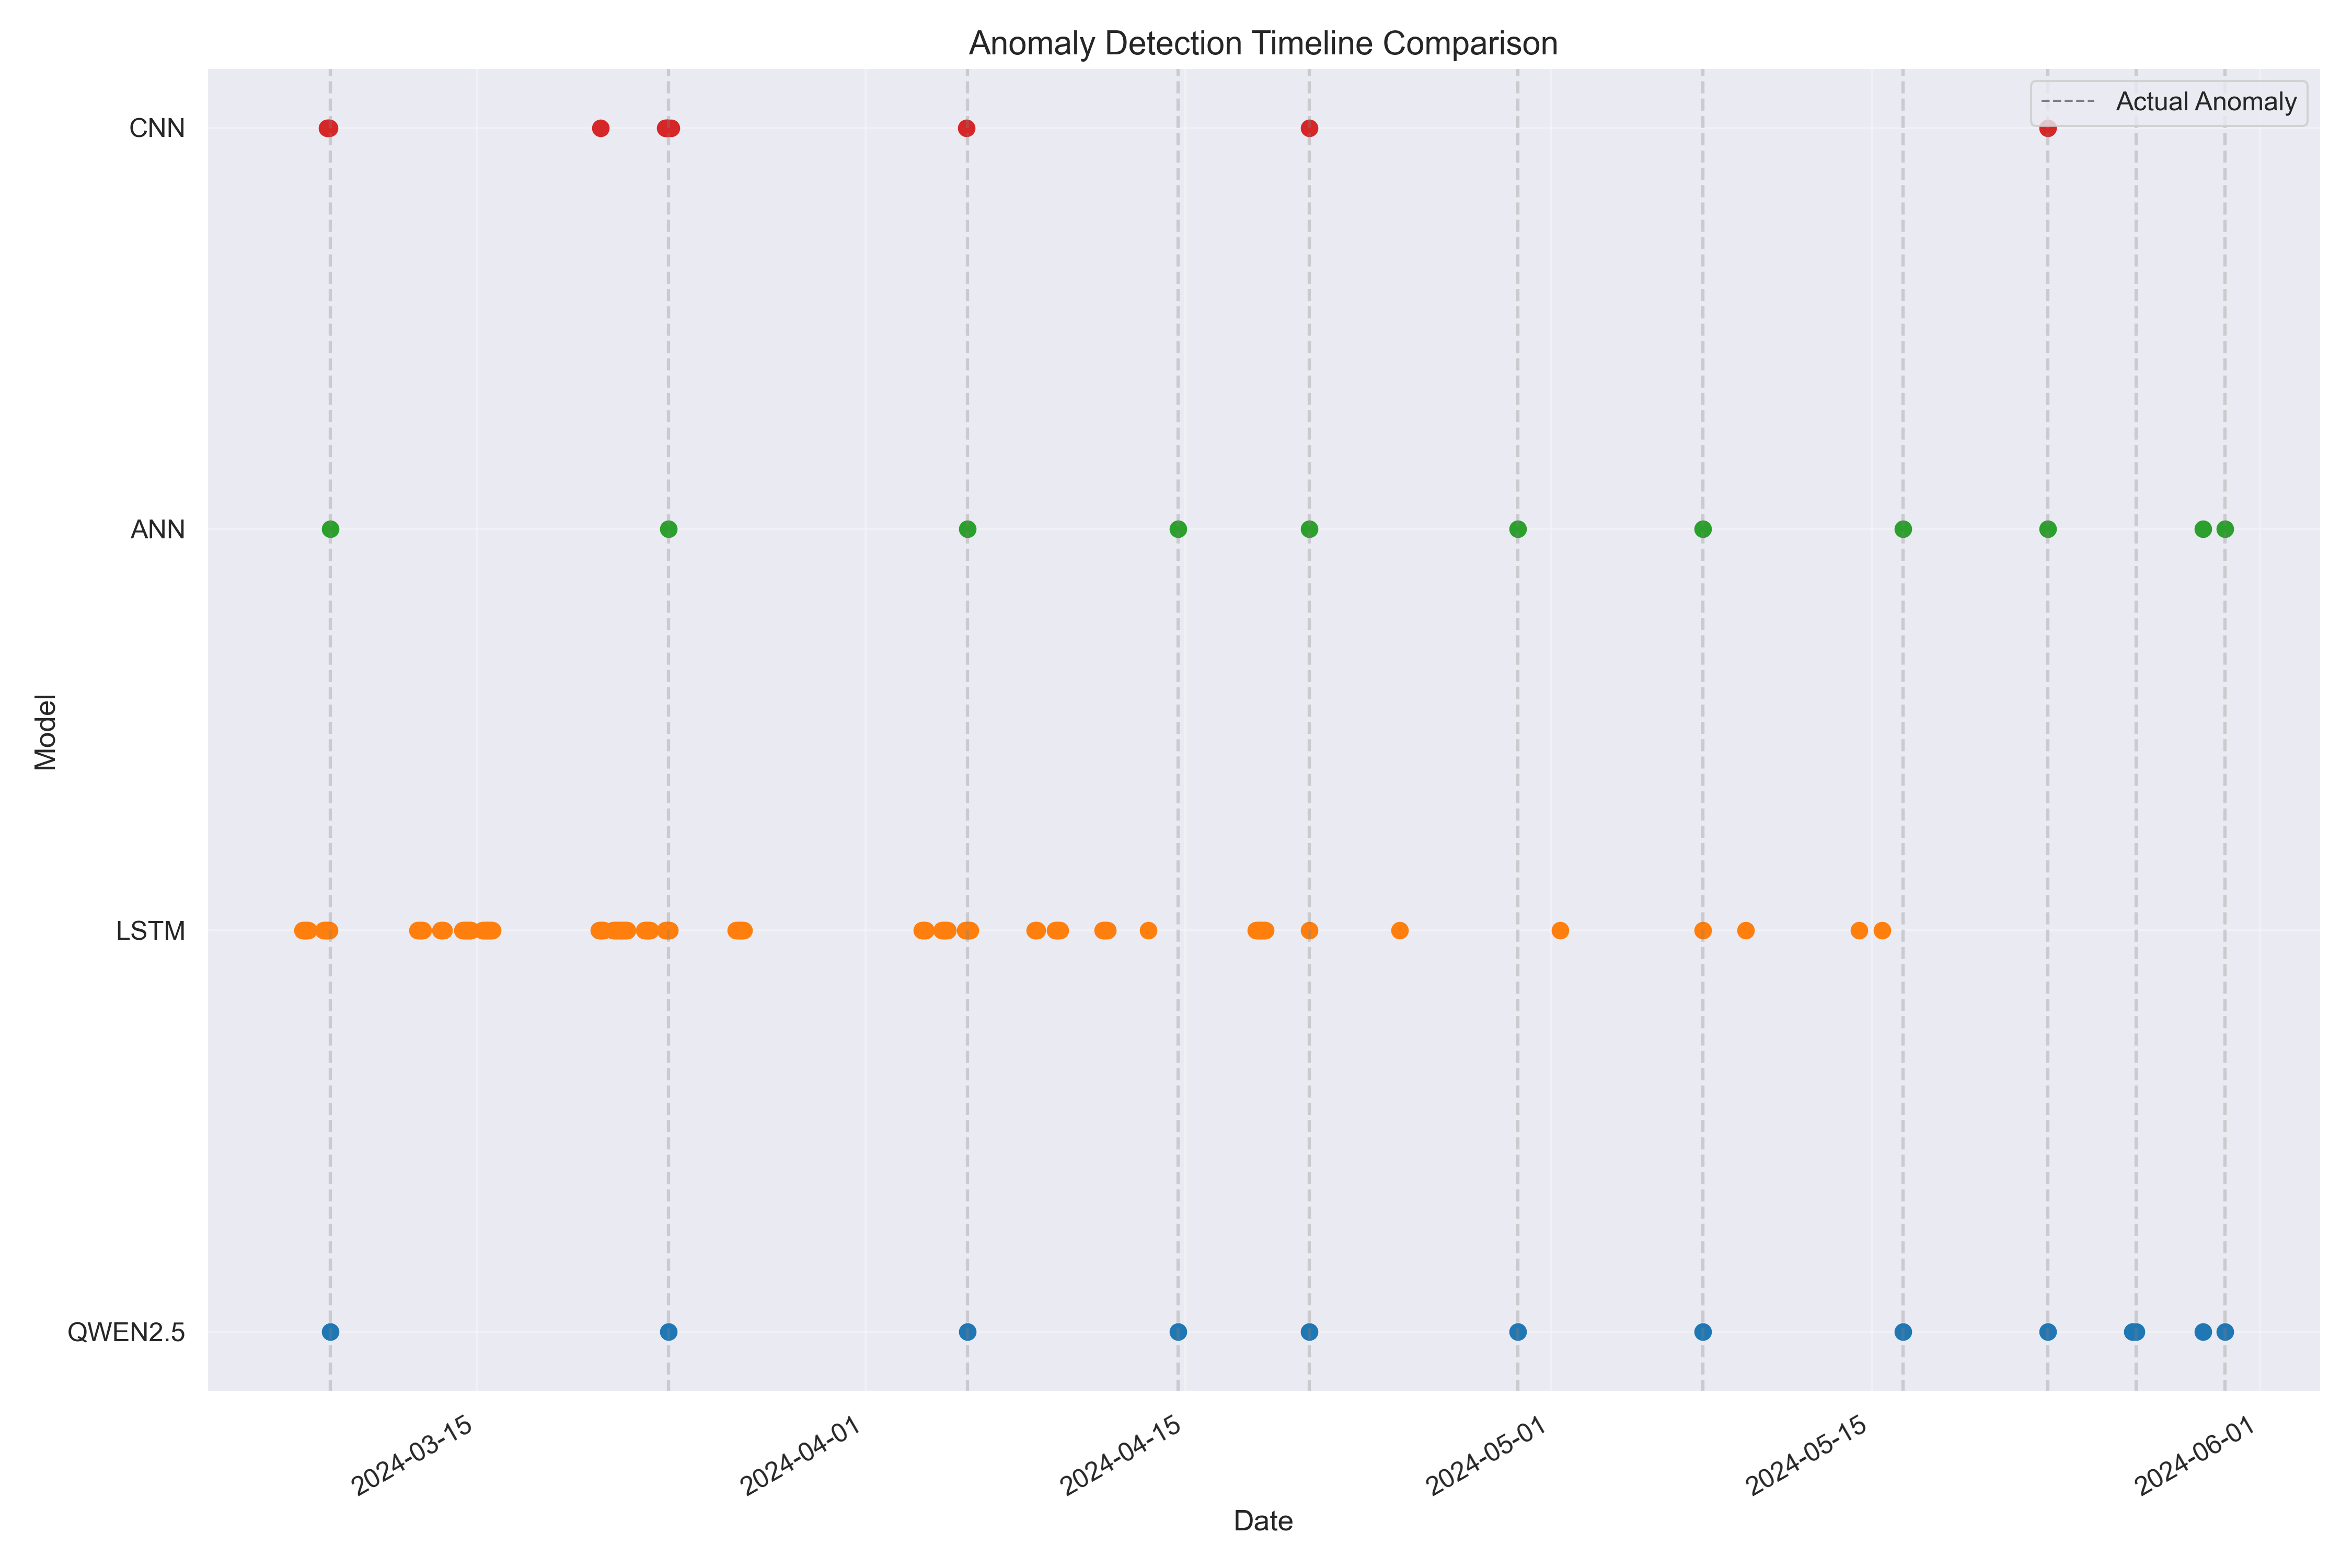 Anomaly Detection Timeline Comparison
Actual Anomaly
CNN
ANN
LSTM
QWEN2.5
Model
2024-03-15
2024-04-01
2024-04-15
2024-05-01
2024-05-15
2024-06-01
Date